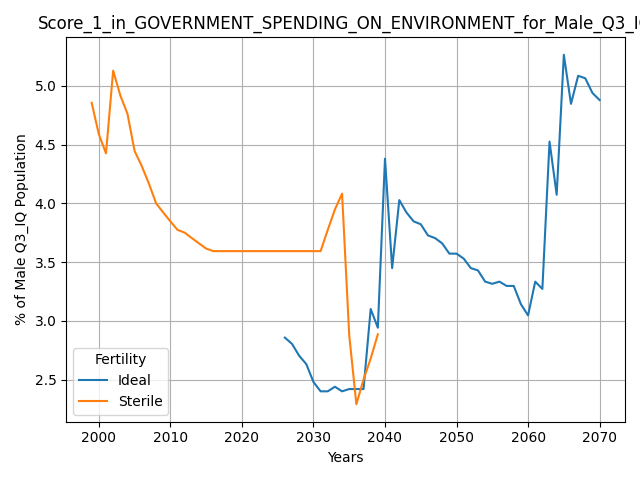 Score_1_in_GOVERNMENT_SPENDING_ON_ENVIRONMENT_for_Male_Q3_IQ
% of Male Q3_IQ Population
5.0
4.5
4.0
3.5
3.0
2.5
Fertility
Ideal
Sterile
2000 2010 2020 2030 2040 2050 2060 2070
Years